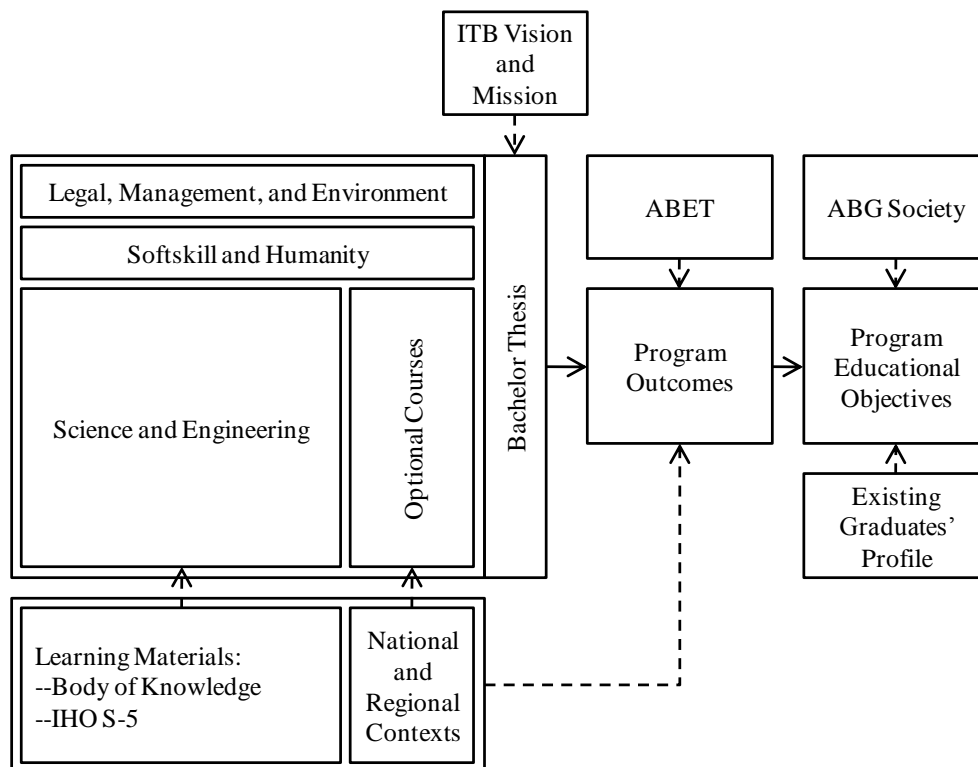 ITB Vision
and
Mission
Legal, Management, and Environment
Softskill and Humanity
Science and Engineering
Optional Courses
Bachelor Thesis
ABET
ABG Society
Program
Outcomes
Program
Educational
Objectives
Existing
Graduates’
Profile
Learning Materials:
--Body of Knowledge
--IHO S-5
National
and
Regional
Contexts